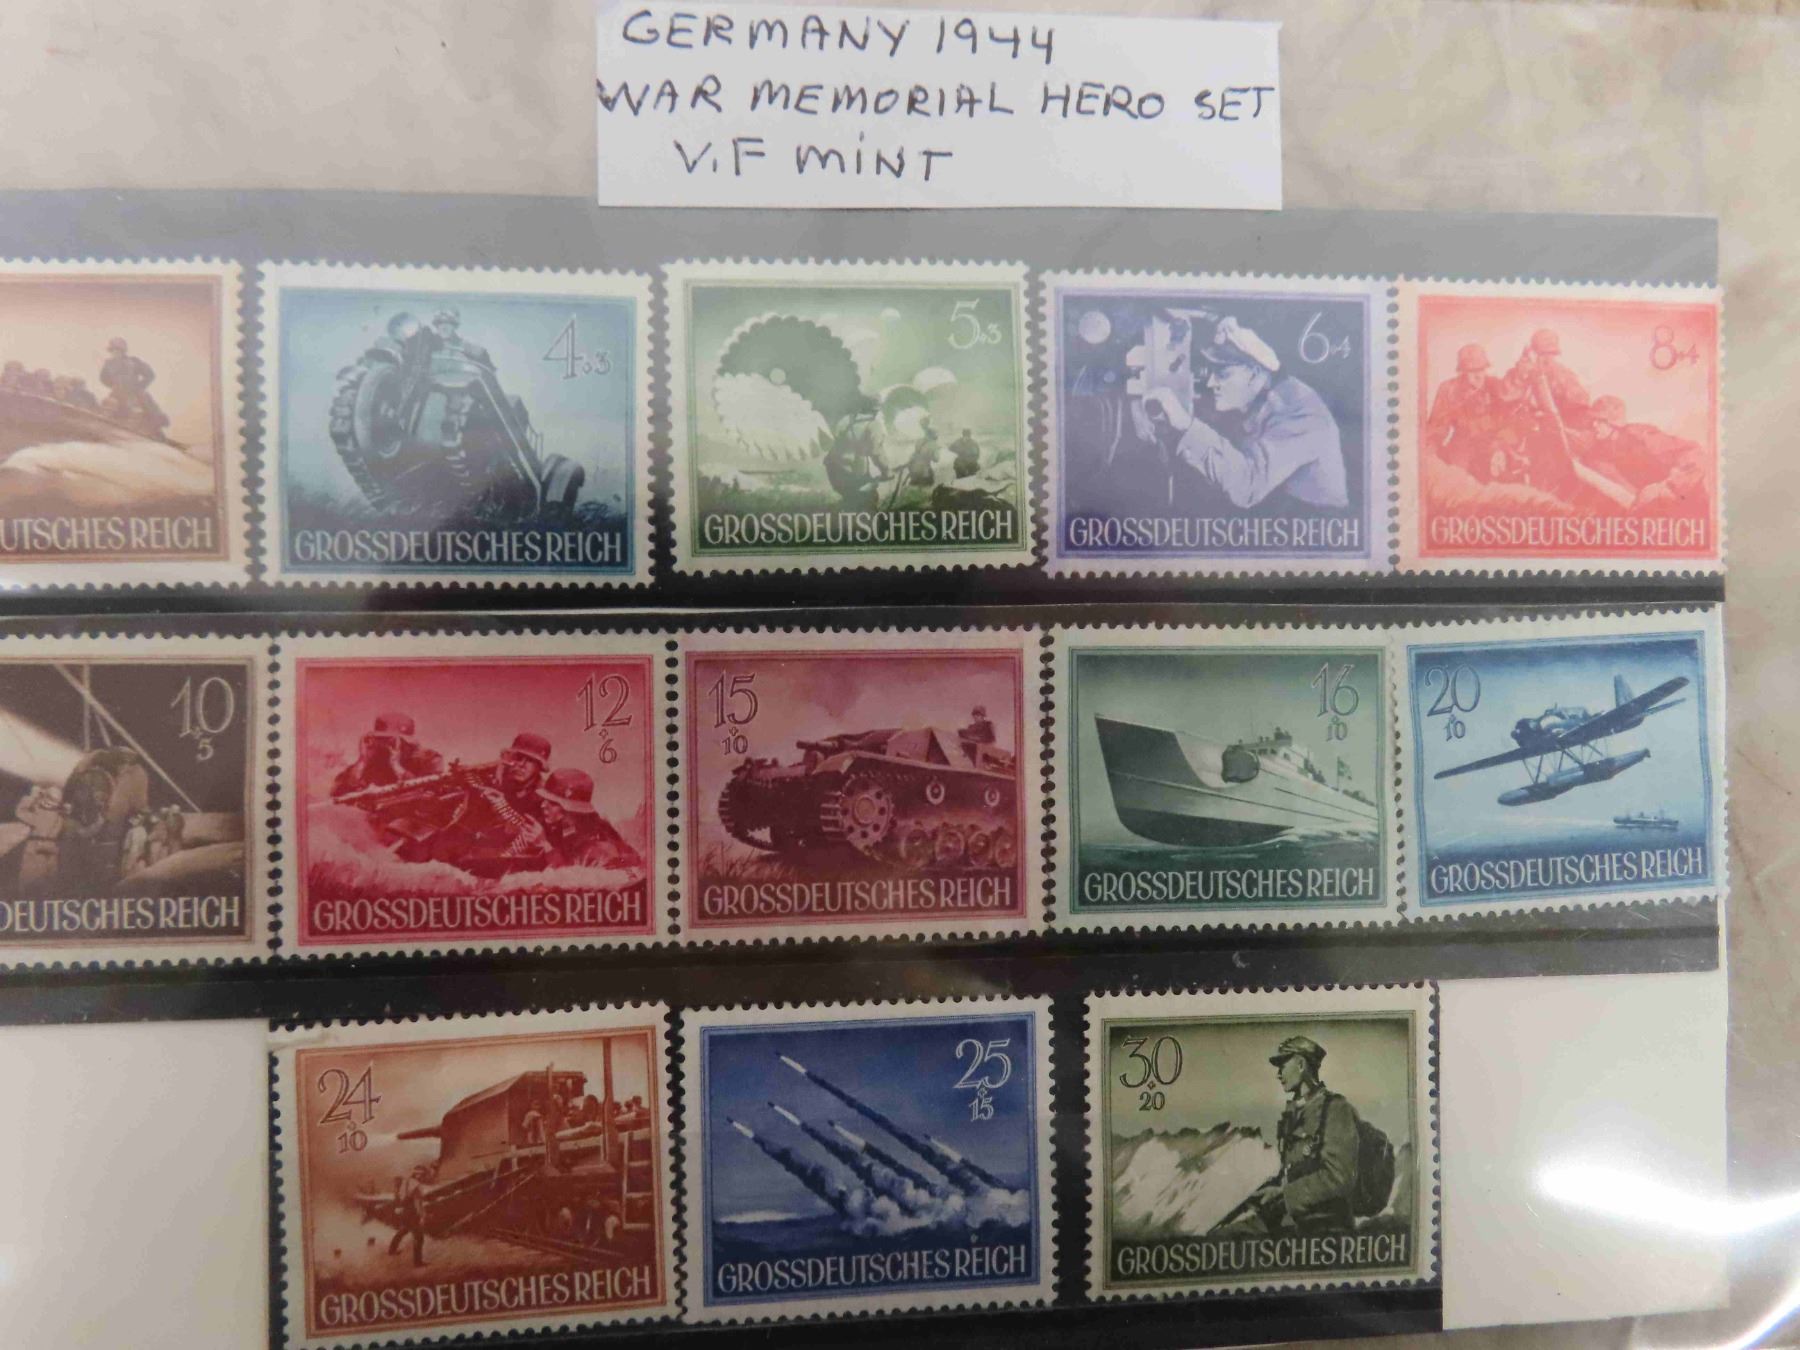 GERMANY 1944
WAR MEMORIAL HERO SET
V.F MINT
4+3
5+3
6+4
8+4
UTSCHES REICH
GROSSDEUTSCHES REICH
GROSSDEUTSCHES REICH
GROSSDEUTSCHES REICH
GROSSDEUTSCHES REICH
10
+
5
12
+
6
15
+
10
16
+
10
20
+
10
DEUTSCHES REICH
GROSSDEUTSCHES REICH
GROSSDEUTSCHES REICH
GROSSDEUTSCHES REICH
GROSSDEUTSCHES REICH
24
+
10
25
+
15
30
+
20
GROSSDEUTSCHES REICH
GROSSDEUTSCHES REICH
GROSSDEUTSCHES REICH